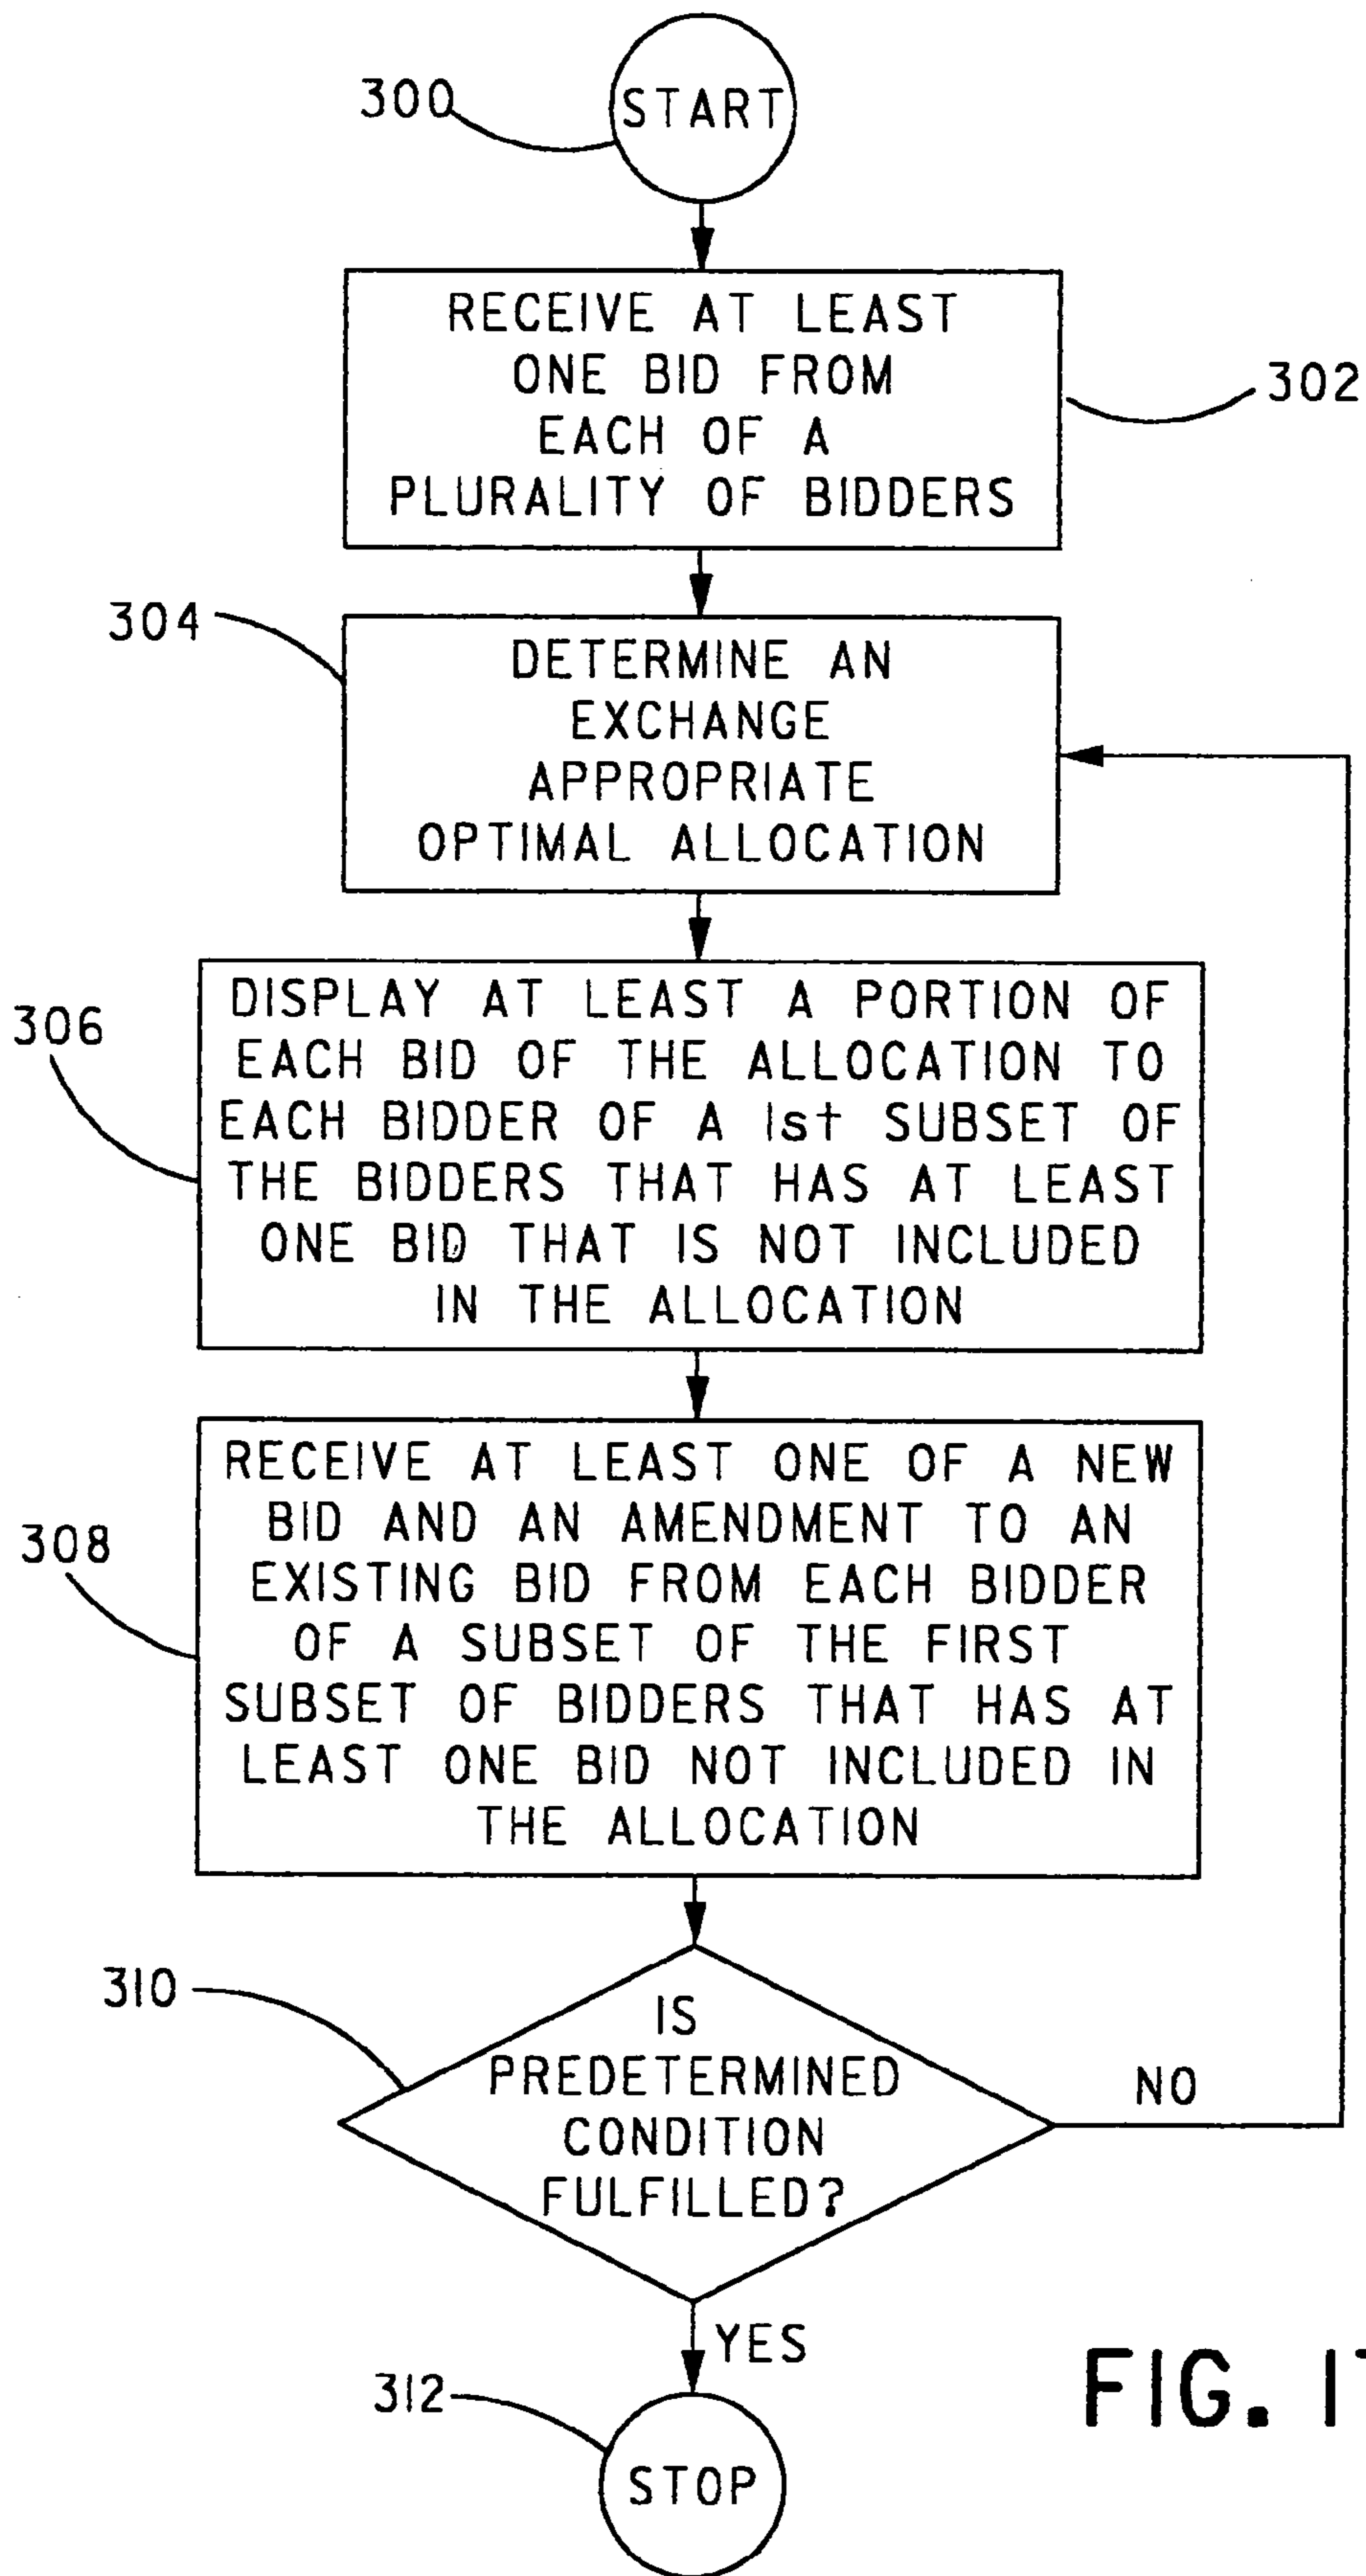 300
START
RECEIVE AT LEAST
ONE BID FROM
EACH OF A
PLURALITY OF BIDDERS
302
304
DETERMINE AN
EXCHANGE
APPROPRIATE
OPTIMAL ALLOCATION
306
DISPLAY AT LEAST A PORTION OF
EACH BID OF THE ALLOCATION TO
EACH BIDDER OF A 1st SUBSET OF
THE BIDDERS THAT HAS AT LEAST
ONE BID THAT IS NOT INCLUDED
IN THE ALLOCATION
308
RECEIVE AT LEAST ONE OF A NEW
BID AND AN AMENDMENT TO AN
EXISTING BID FROM EACH BIDDER
OF A SUBSET OF THE FIRST
SUBSET OF BIDDERS THAT HAS AT
LEAST ONE BID NOT INCLUDED IN
THE ALLOCATION
310
IS
PREDETERMINED
CONDITION
FULFILLED?
NO
YES
312
STOP
FIG. 17